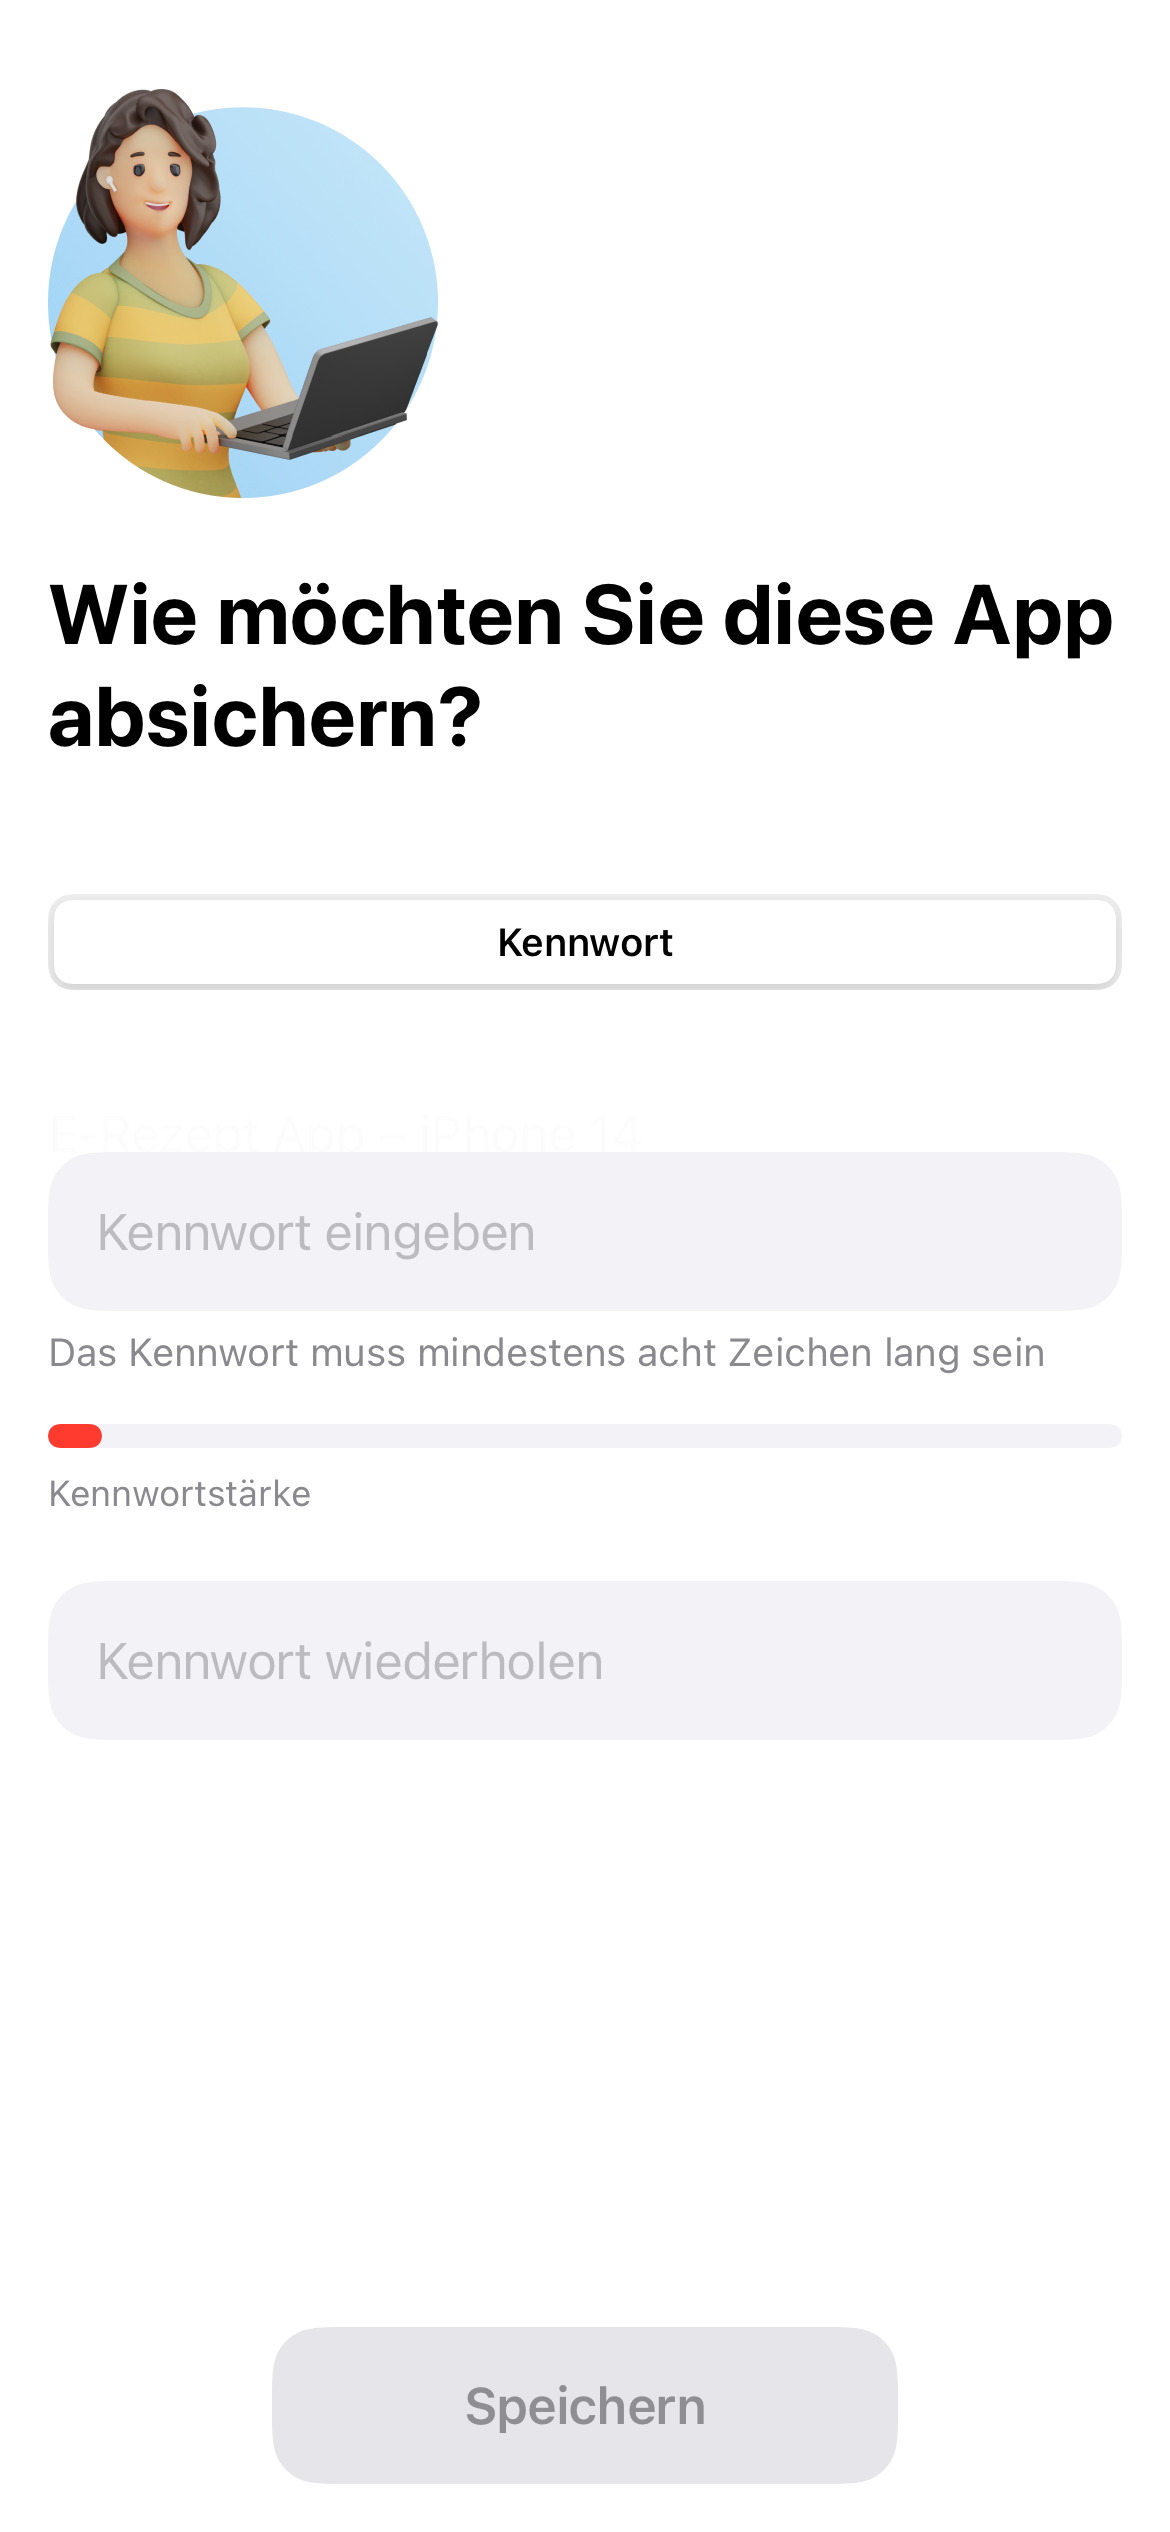 Wie möchten Sie diese App
absichern?
Kennwort
E-Rezept App – iPhone 14
Kennwort eingeben
Das Kennwort muss mindestens acht Zeichen lang sein
Kennwortstärke
Kennwort wiederholen
Speichern